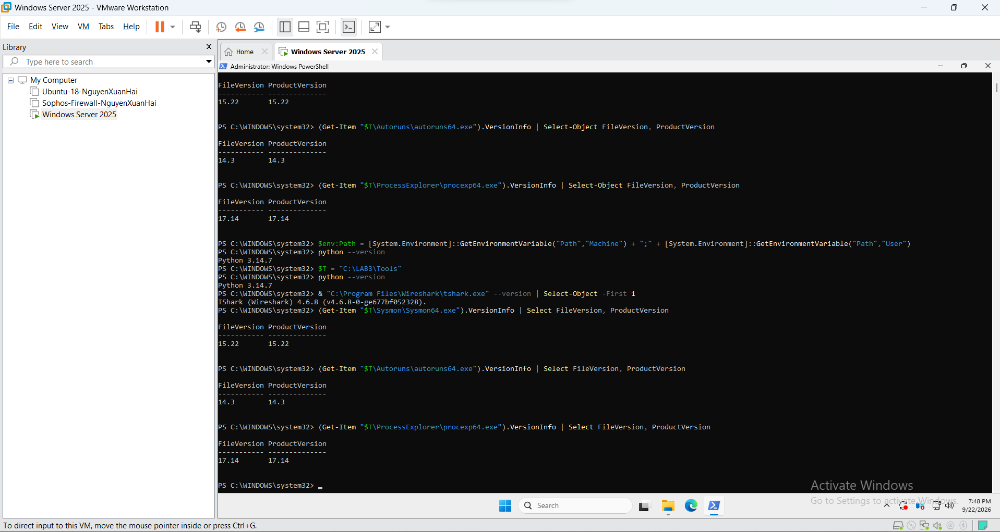 Windows Server 2025 - VMware Workstation
File Edit View VM Tabs Help
Library
Type here to search
My Computer
Ubuntu-18-NguyenXuanHai
Sophos-Firewall-NguyenXuanHai
Windows Server 2025
Home
Windows Server 2025
Administrator: Windows PowerShell
FileVersion ProductVersion
----------- --------------
15.22       15.22
PS C:\WINDOWS\system32> (Get-Item "$T\Autoruns\autoruns64.exe").VersionInfo | Select-Object FileVersion, ProductVersion
FileVersion ProductVersion
----------- --------------
14.3        14.3
PS C:\WINDOWS\system32> (Get-Item "$T\ProcessExplorer\procexp64.exe").VersionInfo | Select-Object FileVersion, ProductVersion
FileVersion ProductVersion
----------- --------------
17.14       17.14
PS C:\WINDOWS\system32> $env:Path = [System.Environment]::GetEnvironmentVariable("Path","Machine") + ";" + [System.Environment]::GetEnvironmentVariable("Path","User")
PS C:\WINDOWS\system32> python --version
Python 3.14.7
PS C:\WINDOWS\system32> $T = "C:\LAB3\Tools"
PS C:\WINDOWS\system32> python --version
Python 3.14.7
PS C:\WINDOWS\system32> & "C:\Program Files\Wireshark\tshark.exe" --version | Select-Object -First 1
TShark (Wireshark) 4.6.8 (v4.6.8-0-ge677bf052328).
PS C:\WINDOWS\system32> (Get-Item "$T\Sysmon\Sysmon64.exe").VersionInfo | Select FileVersion, ProductVersion
FileVersion ProductVersion
----------- --------------
15.22       15.22
PS C:\WINDOWS\system32> (Get-Item "$T\Autoruns\autoruns64.exe").VersionInfo | Select FileVersion, ProductVersion
FileVersion ProductVersion
----------- --------------
14.3        14.3
PS C:\WINDOWS\system32> (Get-Item "$T\ProcessExplorer\procexp64.exe").VersionInfo | Select FileVersion, ProductVersion
FileVersion ProductVersion
----------- --------------
17.14       17.14
PS C:\WINDOWS\system32> _
Activate Windows
Go to Settings to activate Windows.
Search
7:48 PM
9/22/2026
To direct input to this VM, move the mouse pointer inside or press Ctrl+G.